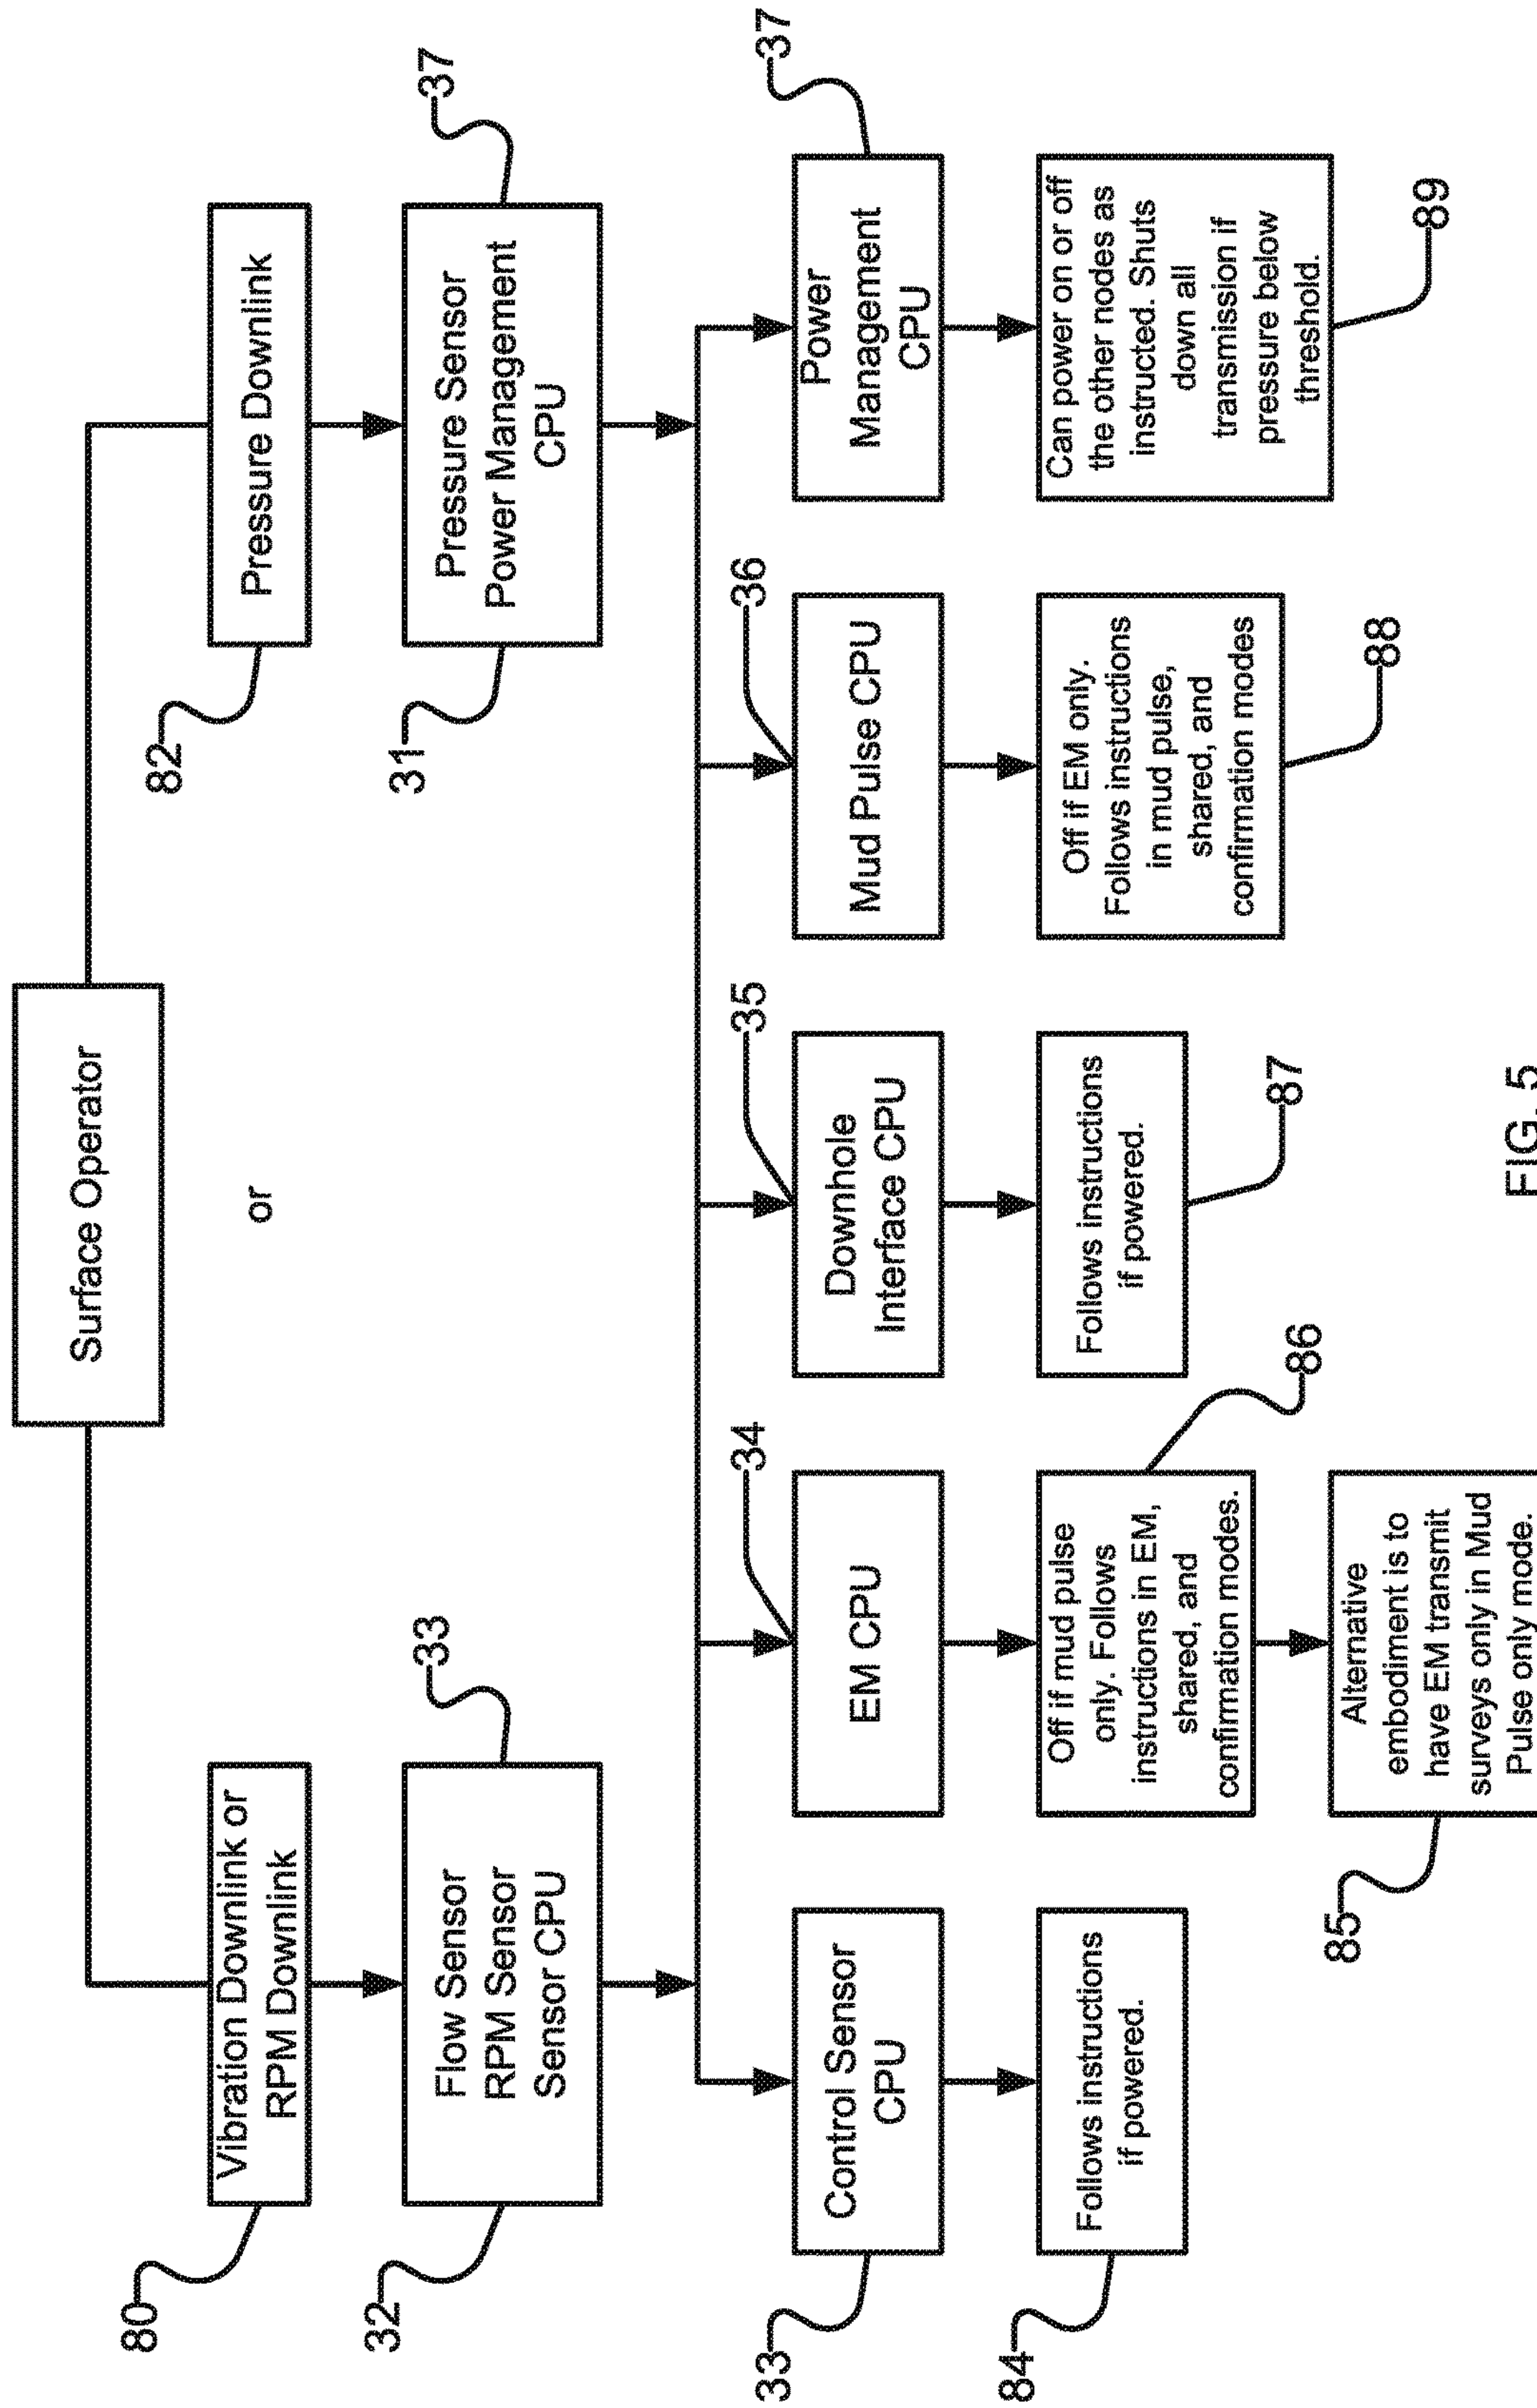 Surface Operator
or
80
Vibration Downlink or
RPM Downlink
82
Pressure Downlink
32
Flow Sensor
RPM Sensor
Sensor CPU
33
31
Pressure Sensor
Power Management
CPU
37
33
Control Sensor
CPU
34
EM CPU
35
Downhole
Interface CPU
36
Mud Pulse CPU
37
Power
Management
CPU
84
Follows instructions
if powered.
Off if mud pulse
only. Follows
instructions in EM,
shared, and
confirmation modes.
86
Follows instructions
if powered.
87
Off if EM only.
Follows instructions
in mud pulse,
shared, and
confirmation modes
88
Can power on or off
the other nodes as
instructed. Shuts
down all
transmission if
pressure below
threshold.
89
85
Alternative
embodiment is to
have EM transmit
surveys only in Mud
Pulse only mode.
FIG. 5